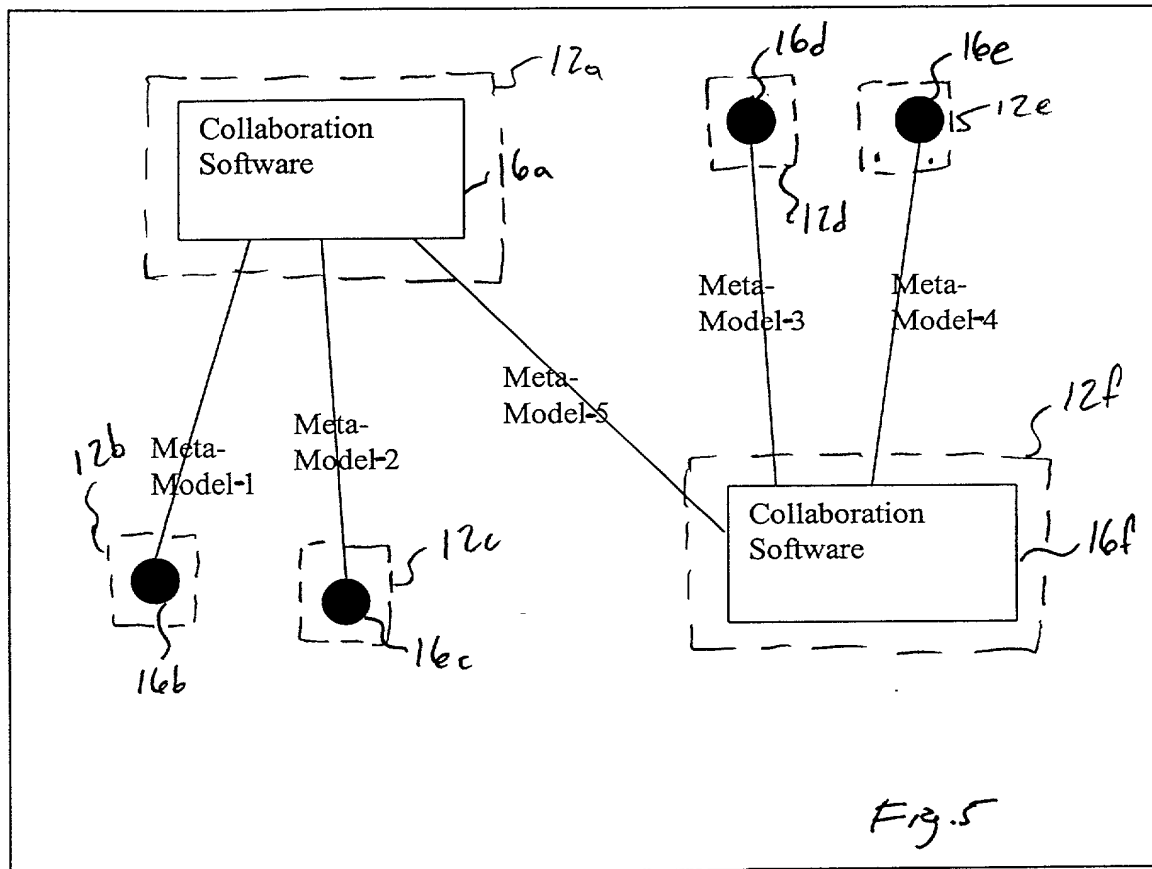 12a
16d
16e
Collaboration
Software
12e
16a
12d
Meta-
Model-3
Meta-
Model-4
Meta-
Model-5
12f
12b
Meta-
Model-1
Meta-
Model-2
Collaboration
Software
12c
16f
16b
16c
Fig.5